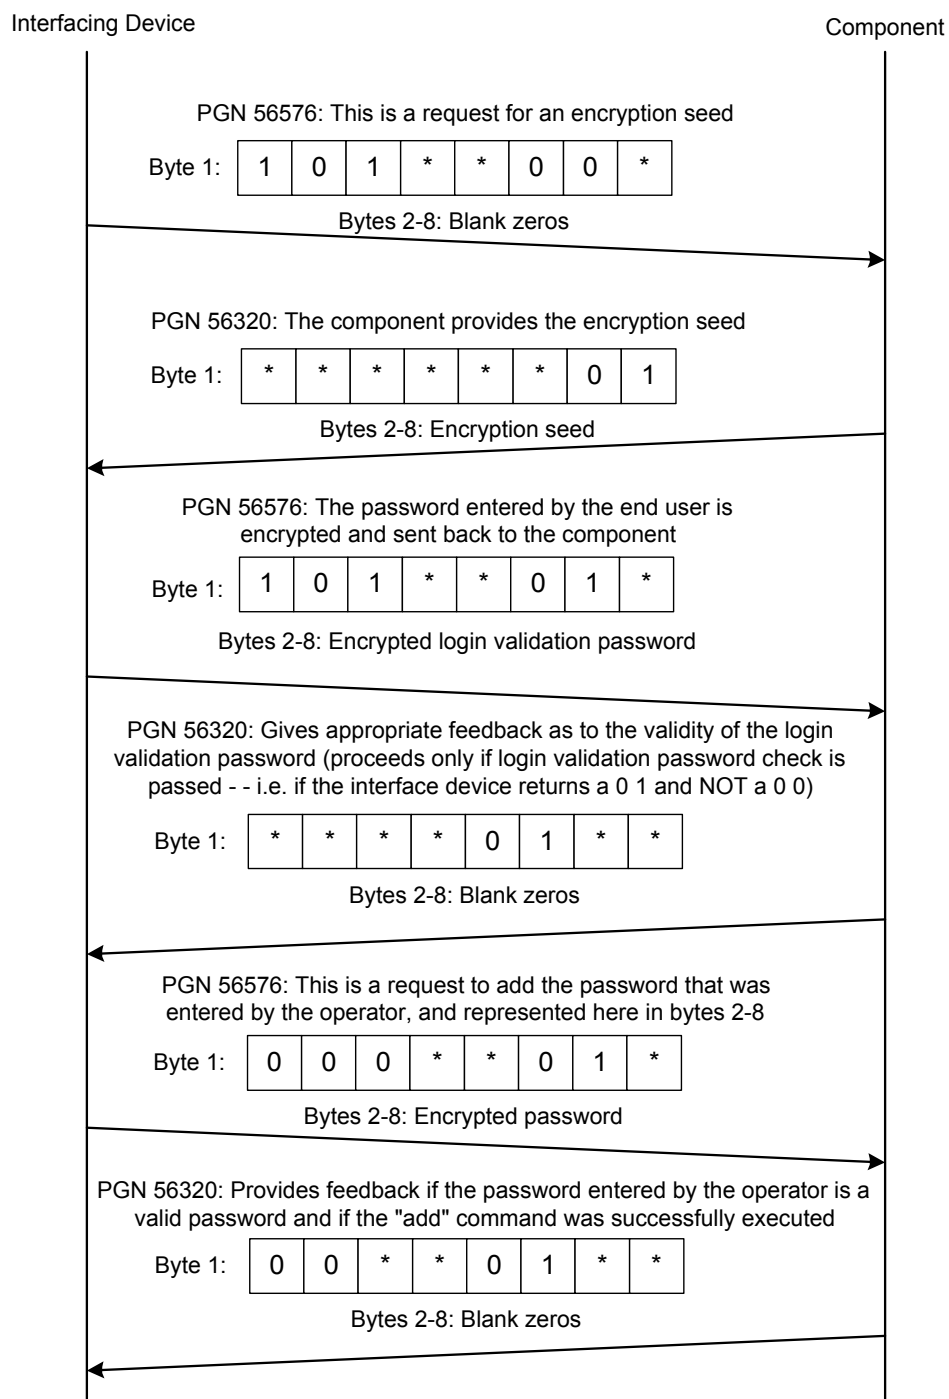 Interfacing Device
Component
PGN 56576: This is a request for an encryption seed
Byte 1: 1 0 1 * * 0 0 *
Bytes 2-8: Blank zeros
PGN 56320: The component provides the encryption seed
Byte 1: * * * * * * 0 1
Bytes 2-8: Encryption seed
PGN 56576: The password entered by the end user is
encrypted and sent back to the component
Byte 1: 1 0 1 * * 0 1 *
Bytes 2-8: Encrypted login validation password
PGN 56320: Gives appropriate feedback as to the validity of the login
validation password (proceeds only if login validation password check is
passed - - i.e. if the interface device returns a 0 1 and NOT a 0 0)
Byte 1: * * * * 0 1 * *
Bytes 2-8: Blank zeros
PGN 56576: This is a request to add the password that was
entered by the operator, and represented here in bytes 2-8
Byte 1: 0 0 0 * * 0 1 *
Bytes 2-8: Encrypted password
PGN 56320: Provides feedback if the password entered by the operator is a
valid password and if the "add" command was successfully executed
Byte 1: 0 0 * * 0 1 * *
Bytes 2-8: Blank zeros